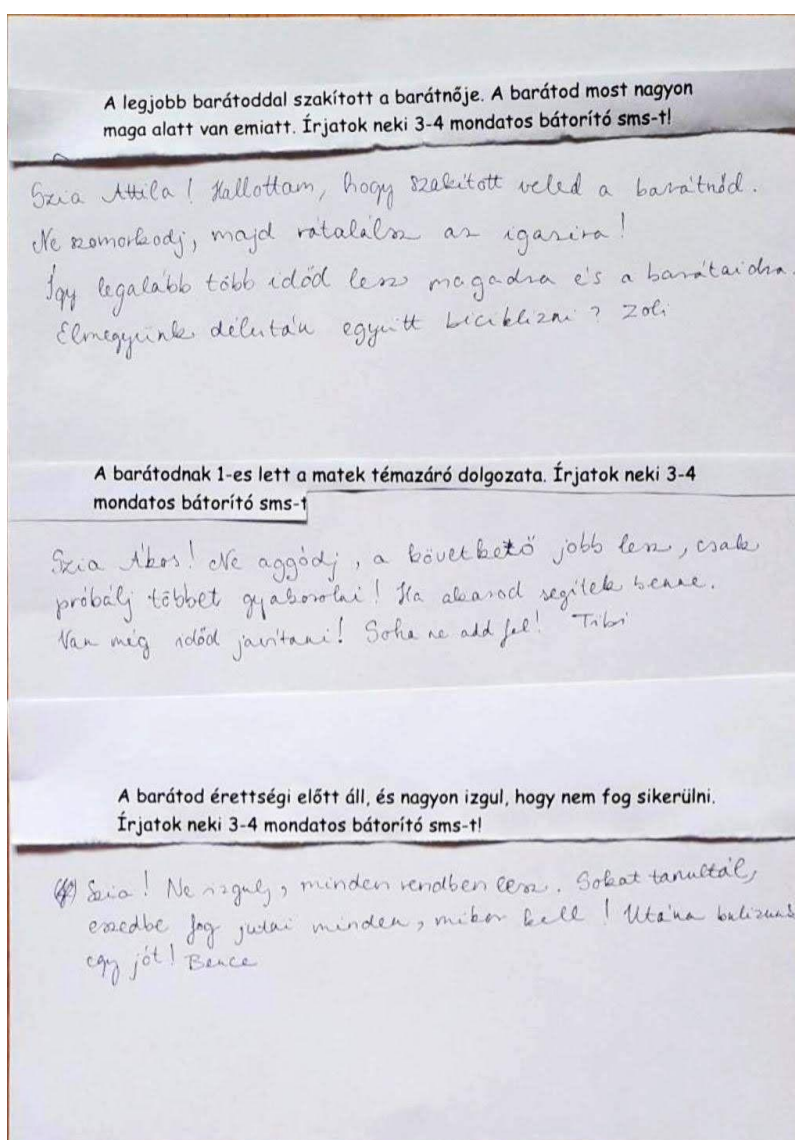 A legjobb barátoddal szakított a barátnője. A barátod most nagyon
maga alatt van emiatt. Írjatok neki 3-4 mondatos bátorító sms-t!
Szia Attila! Hallottam, hogy szakított veled a barátnőd.
Ne szomorkodj, majd rátalálsz az igazira!
Így legalább több időd lesz magadra és a barátaidra.
Elmegyünk délután együtt biciklizni? Zoli
A barátodnak 1-es lett a matek témazáró dolgozata. Írjatok neki 3-4
mondatos bátorító sms-t
Szia Ákos! Ne aggódj, a következő jobb lesz, csak
próbálj többet gyakorolni! Ha akarod segítek benne.
Van még időd javítani! Soha ne add fel! Tibi
A barátod érettségi előtt áll, és nagyon izgul, hogy nem fog sikerülni.
Írjatok neki 3-4 mondatos bátorító sms-t!
Szia! Ne izgulj, minden rendben lesz. Sokat tanultál,
eszedbe fog jutni minden, mikor kell! Utána bulizunk
egy jót! Bence